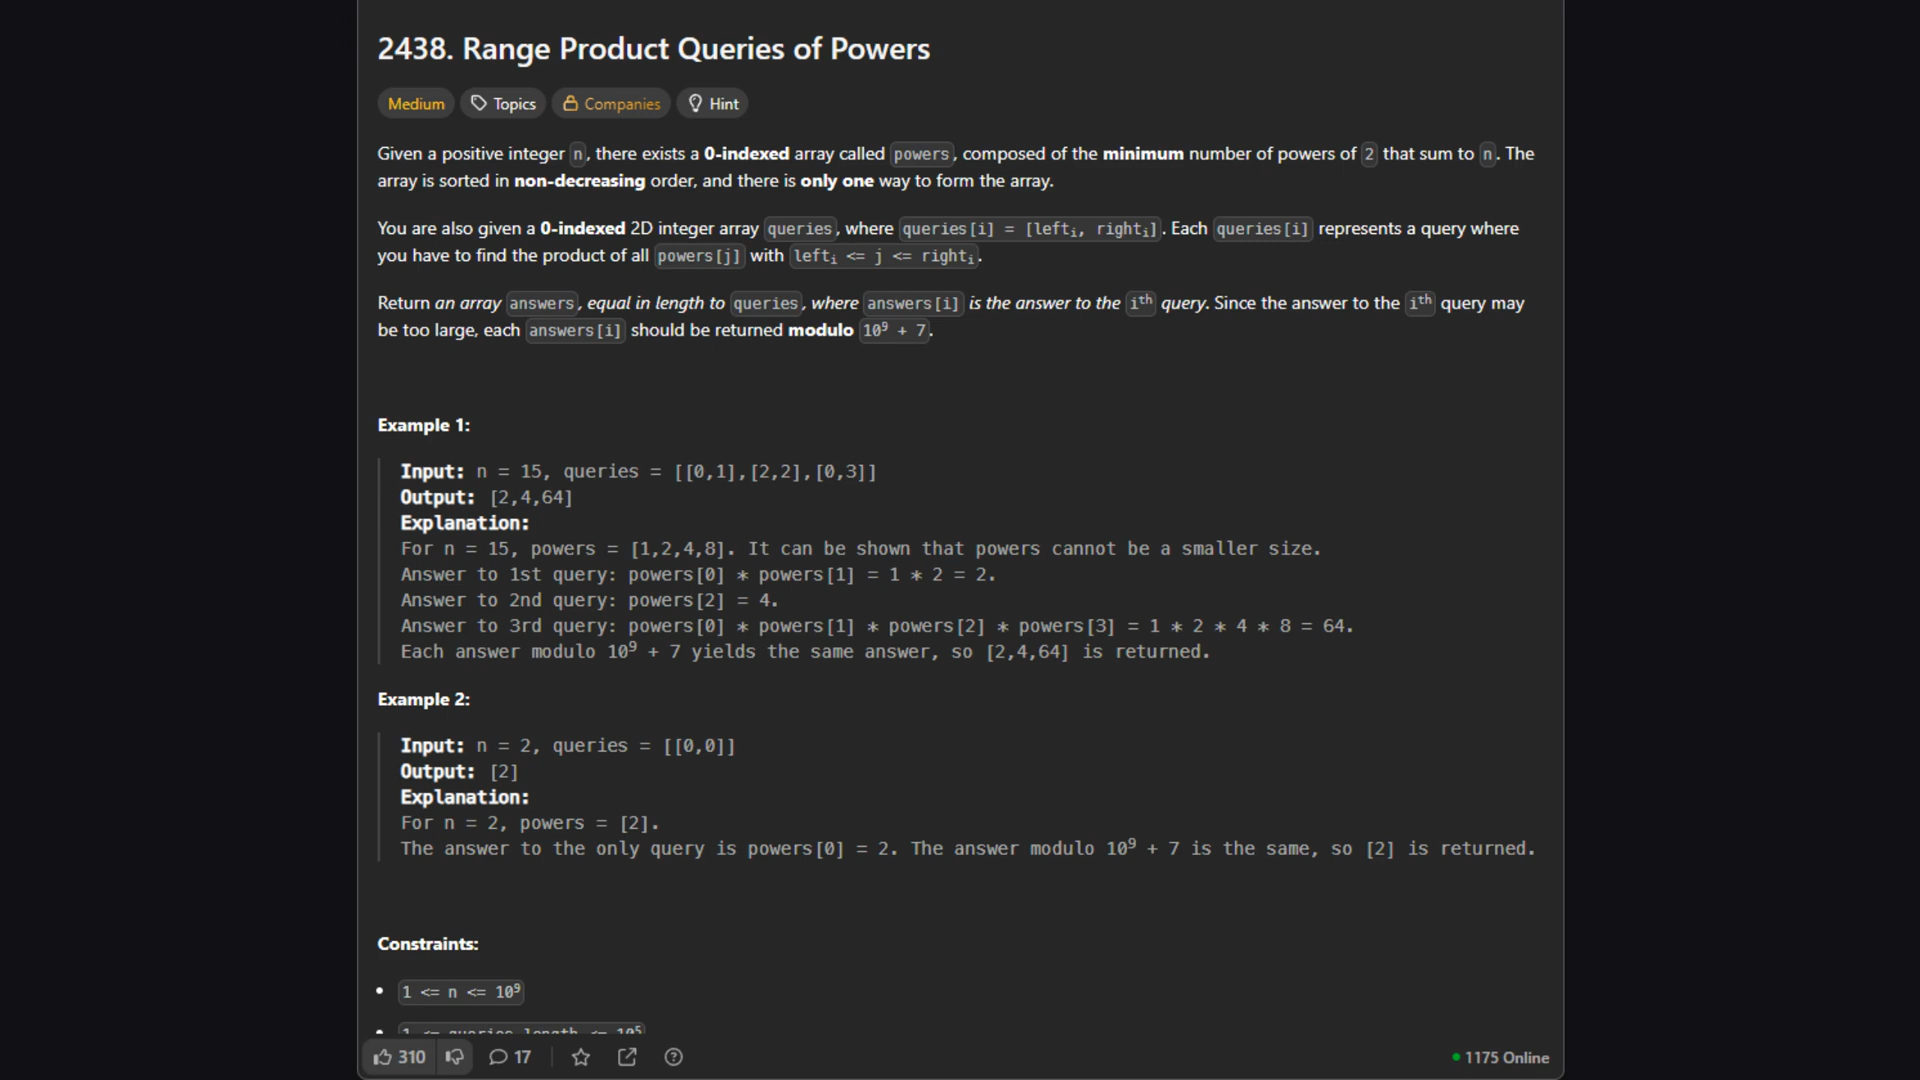 2438. Range Product Queries of Powers
Medium Topics Companies Hint
Given a positive integer n, there exists a 0-indexed array called powers, composed of the minimum number of powers of 2 that sum to n. The
array is sorted in non-decreasing order, and there is only one way to form the array.
You are also given a 0-indexed 2D integer array queries, where queries[i] = [leftᵢ, rightᵢ]. Each queries[i] represents a query where
you have to find the product of all powers[j] with leftᵢ <= j <= rightᵢ.
Return an array answers, equal in length to queries, where answers[i] is the answer to the iᵗʰ query. Since the answer to the iᵗʰ query may
be too large, each answers[i] should be returned modulo 10⁹ + 7.
Example 1:
Input: n = 15, queries = [[0,1],[2,2],[0,3]]
Output: [2,4,64]
Explanation:
For n = 15, powers = [1,2,4,8]. It can be shown that powers cannot be a smaller size.
Answer to 1st query: powers[0] * powers[1] = 1 * 2 = 2.
Answer to 2nd query: powers[2] = 4.
Answer to 3rd query: powers[0] * powers[1] * powers[2] * powers[3] = 1 * 2 * 4 * 8 = 64.
Each answer modulo 10⁹ + 7 yields the same answer, so [2,4,64] is returned.
Example 2:
Input: n = 2, queries = [[0,0]]
Output: [2]
Explanation:
For n = 2, powers = [2].
The answer to the only query is powers[0] = 2. The answer modulo 10⁹ + 7 is the same, so [2] is returned.
Constraints:
• 1 <= n <= 10⁹
• 1 <= queries.length <= 10⁵
310 17 1175 Online